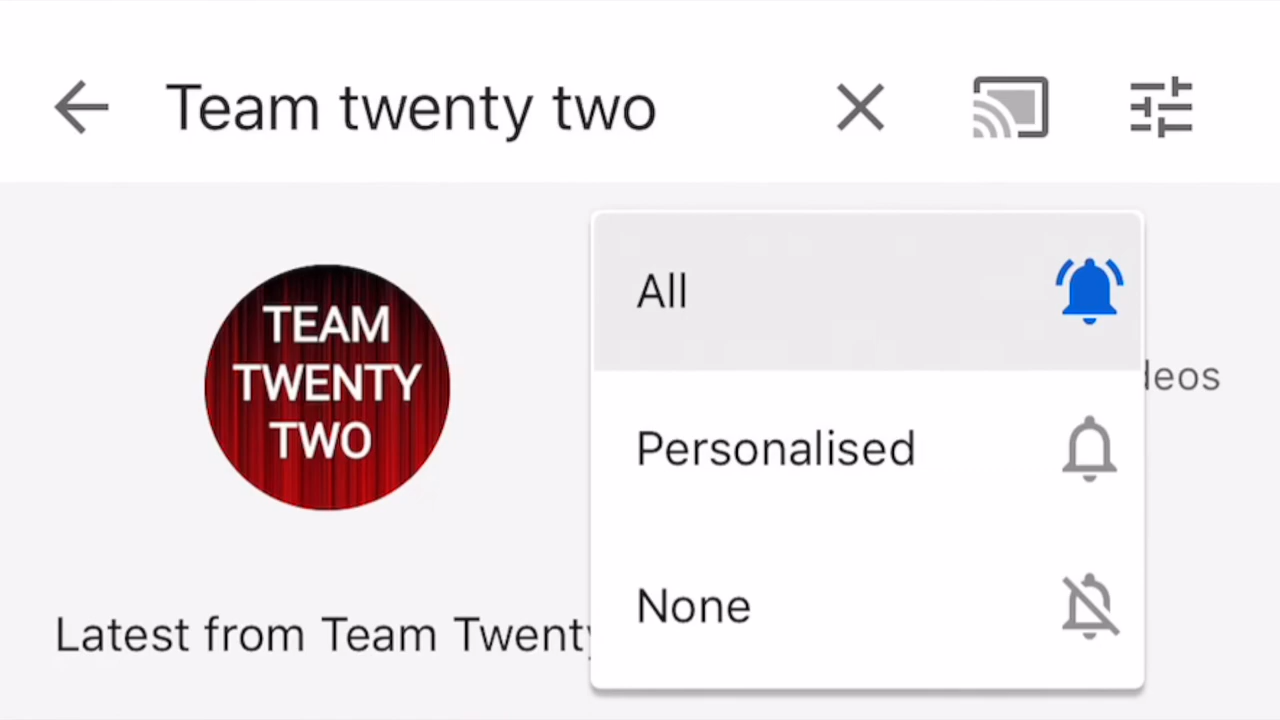 Team twenty two
TEAM
TWENTY
TWO
All
Personalised
None
Latest from Team Twenty